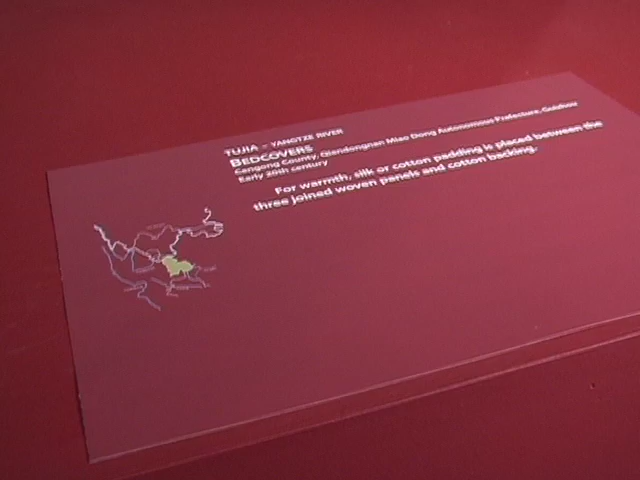 TUJIA - YANGTZE RIVER
BEDCOVERS
Cengong County, Qiandongnan Miao Dong Autonomous Prefecture, Guizhou
Early 20th century
For warmth, silk or cotton padding is placed between the
three joined woven panels and cotton backing.